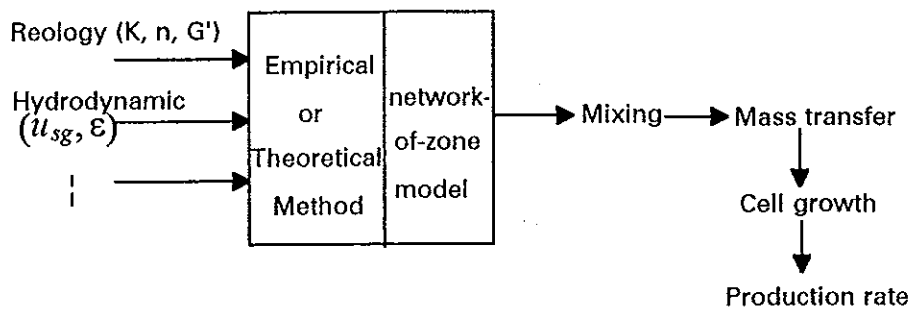 Reology (K, n, G')
Hydrodynamic
(u_sg, ε)
Empirical
or
Theoretical
Method
network-
of-zone
model
Mixing
Mass transfer
Cell growth
Production rate